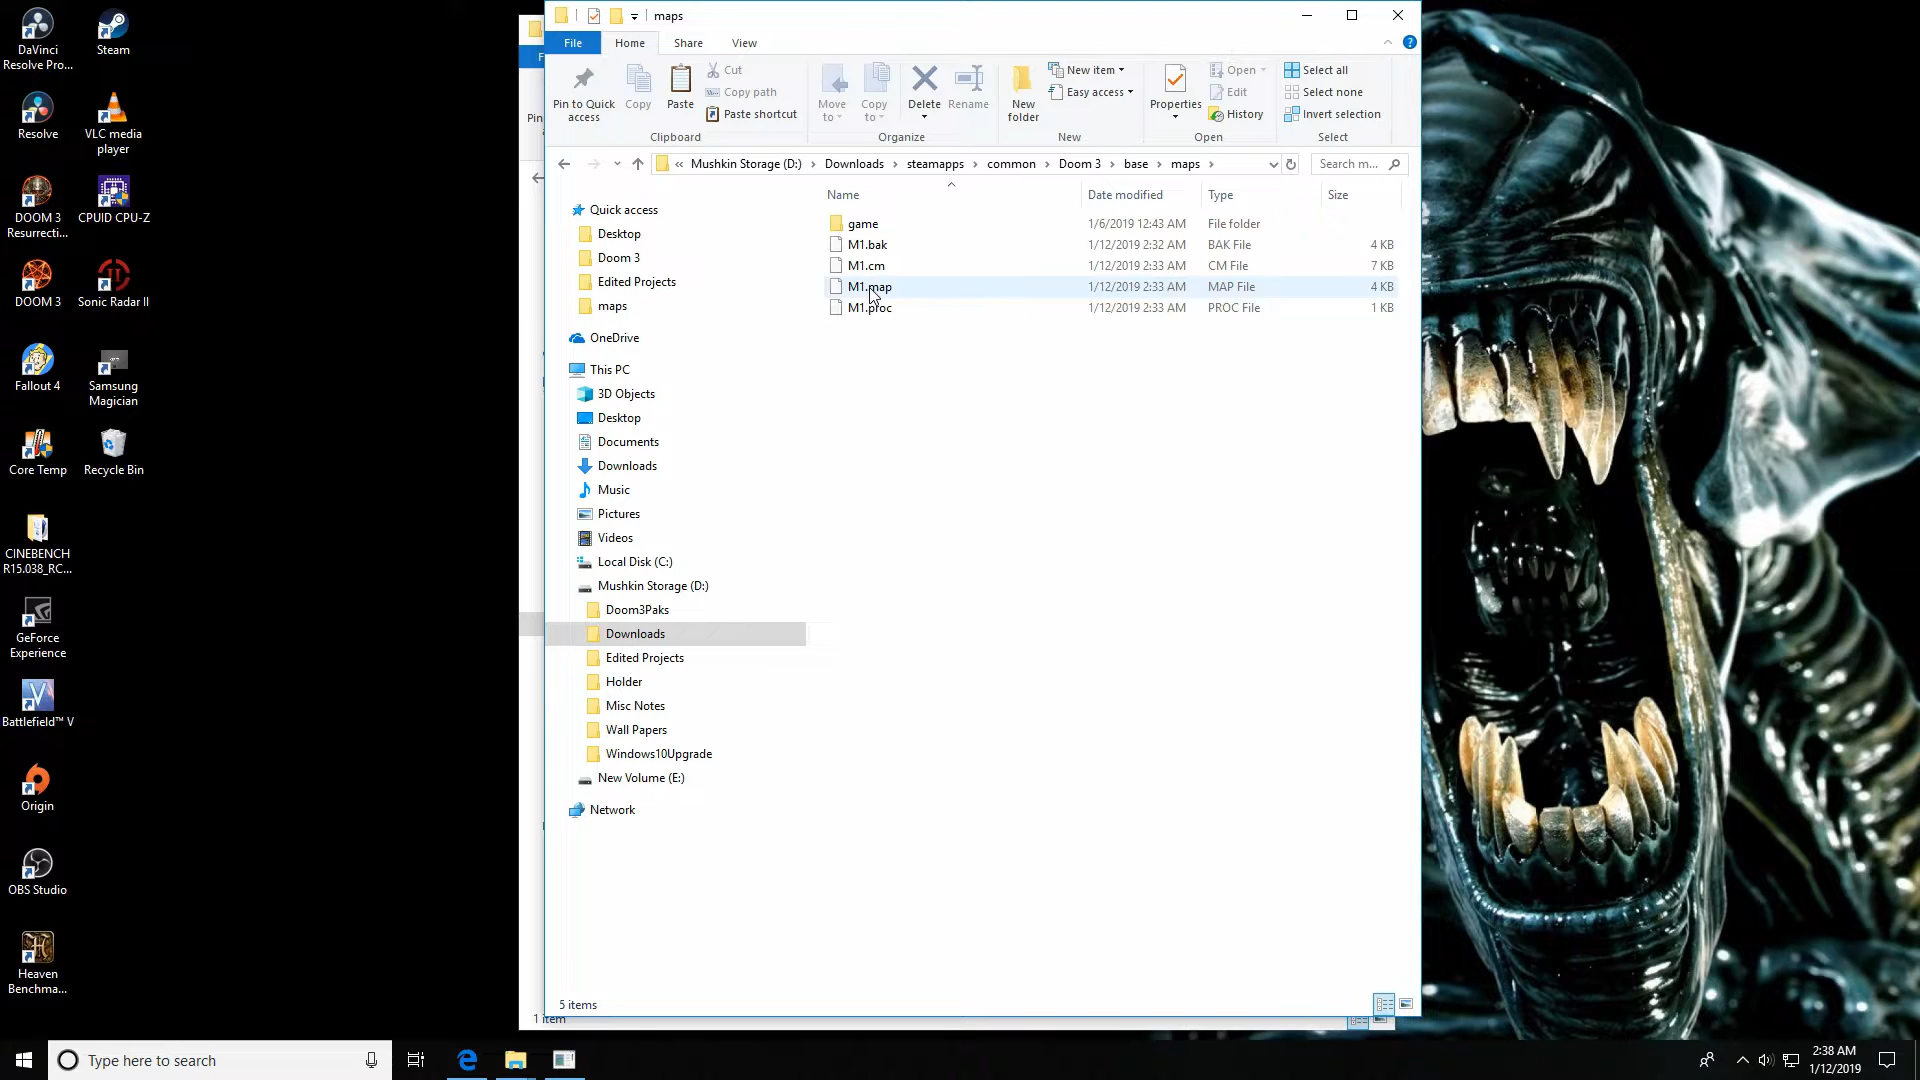 DaVinci
Resolve Pro...
Steam
Resolve
VLC media
player
DOOM 3
Resurrecti...
CPUID CPU-Z
DOOM 3
Sonic Radar II
Fallout 4
Samsung
Magician
Core Temp
Recycle Bin
CINEBENCH
R15.038_RC...
GeForce
Experience
Battlefield™ V
Origin
OBS Studio
Heaven
Benchma...
maps
File
Home
Share
View
Pin to Quick
access
Copy
Paste
Cut
Copy path
Paste shortcut
Clipboard
Move
to
Copy
to
Delete
Rename
Organize
New
folder
New item
Easy access
New
Properties
Open
Edit
History
Open
Select all
Select none
Invert selection
Select
« Mushkin Storage (D:) > Downloads > steamapps > common > Doom 3 > base > maps >
Search m...
Name Date modified Type Size
game 1/6/2019 12:43 AM File folder
M1.bak 1/12/2019 2:32 AM BAK File 4 KB
M1.cm 1/12/2019 2:33 AM CM File 7 KB
M1.map 1/12/2019 2:33 AM MAP File 4 KB
M1.proc 1/12/2019 2:33 AM PROC File 1 KB
Quick access
Desktop
Doom 3
Edited Projects
maps
OneDrive
This PC
3D Objects
Desktop
Documents
Downloads
Music
Pictures
Videos
Local Disk (C:)
Mushkin Storage (D:)
Doom3Paks
Downloads
Edited Projects
Holder
Misc Notes
Wall Papers
Windows10Upgrade
New Volume (E:)
Network
5 items
1 item
Pin
Type here to search
2:38 AM
1/12/2019